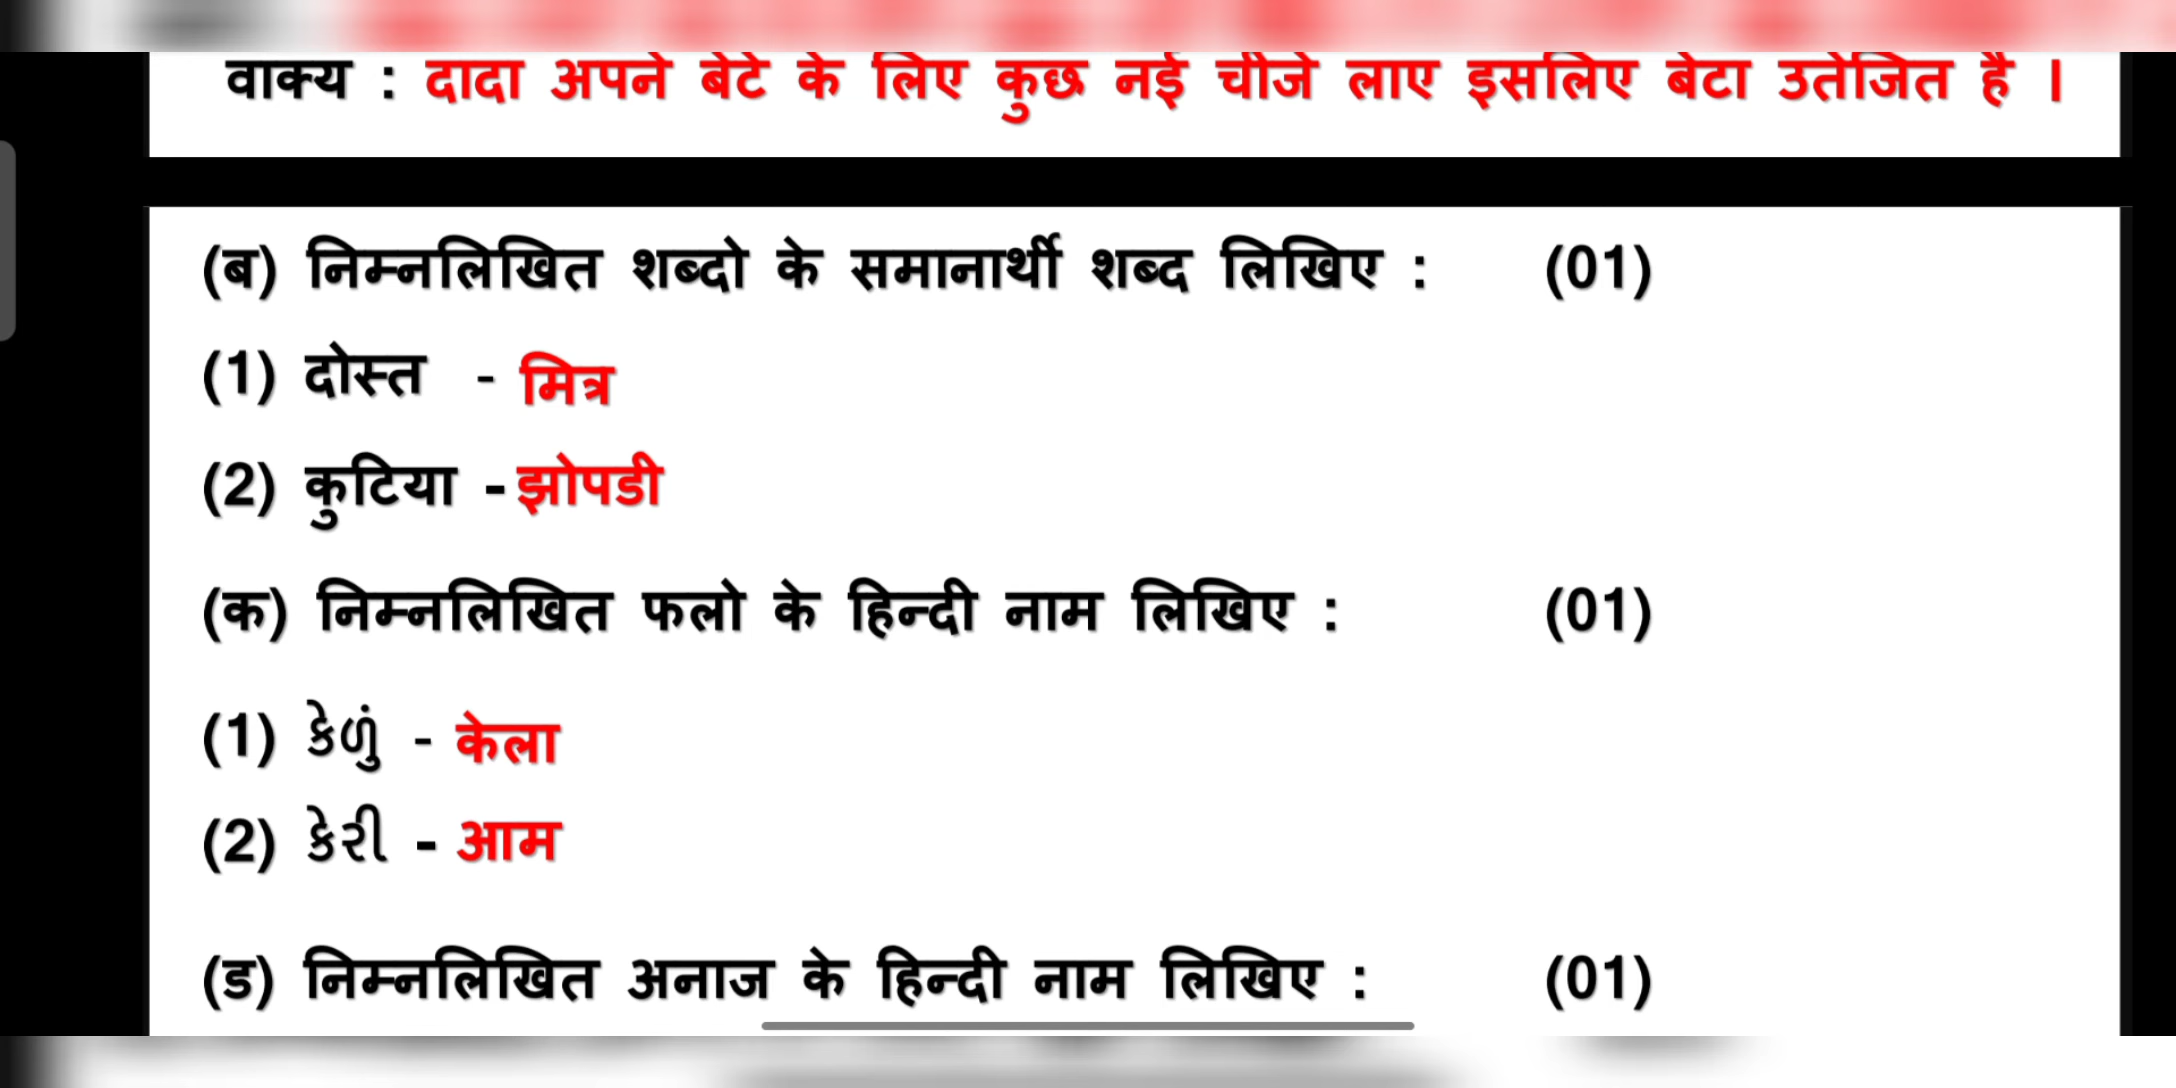 वाक्य : दादा अपने बेटे के लिए कुछ नई चीजे लाए इसलिए बेटा उतेजित है ।
(ब) निम्नलिखित शब्दो के समानार्थी शब्द लिखिए : (01)
(1) दोस्त - मित्र
(2) कुटिया - झोपडी
(क) निम्नलिखित फलो के हिन्दी नाम लिखिए : (01)
(1) કેળું - केला
(2) કેરી - आम
(ड) निम्नलिखित अनाज के हिन्दी नाम लिखिए : (01)